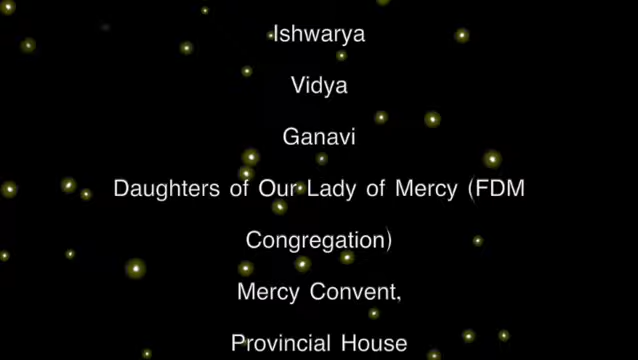 Ishwarya
Vidya
Ganavi
Daughters of Our Lady of Mercy (FDM
Congregation)
Mercy Convent,
Provincial House